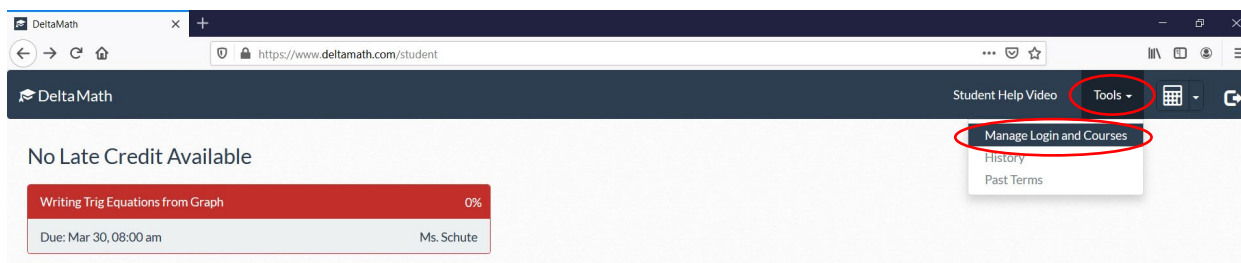 DeltaMath
https://www.deltamath.com/student
DeltaMath Student Help Video Tools
Manage Login and Courses
History
Past Terms
No Late Credit Available
Writing Trig Equations from Graph 0%
Due: Mar 30, 08:00 am Ms. Schute